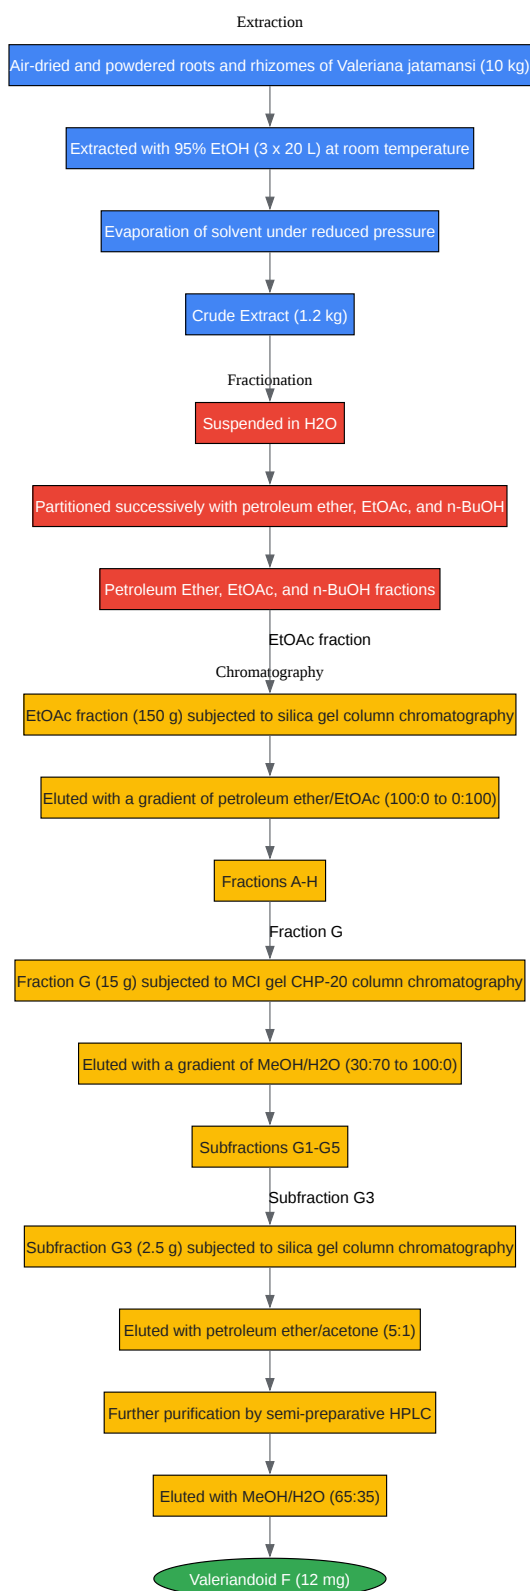 Extraction
Air-dried and powdered roots and rhizomes of Valeriana jatamansi (10 kg)
Extracted with 95% EtOH (3 x 20 L) at room temperature
Evaporation of solvent under reduced pressure
Crude Extract (1.2 kg)
Fractionation
Suspended in H2O
Partitioned successively with petroleum ether, EtOAc, and n-BuOH
Petroleum Ether, EtOAc, and n-BuOH fractions
EtOAc fraction
Chromatography
EtOAc fraction (150 g) subjected to silica gel column chromatography
Eluted with a gradient of petroleum ether/EtOAc (100:0 to 0:100)
Fractions A-H
Fraction G
Fraction G (15 g) subjected to MCI gel CHP-20 column chromatography
Eluted with a gradient of MeOH/H2O (30:70 to 100:0)
Subfractions G1-G5
Subfraction G3
Subfraction G3 (2.5 g) subjected to silica gel column chromatography
Eluted with petroleum ether/acetone (5:1)
Further purification by semi-preparative HPLC
Eluted with MeOH/H2O (65:35)
Valeriandoid F (12 mg)